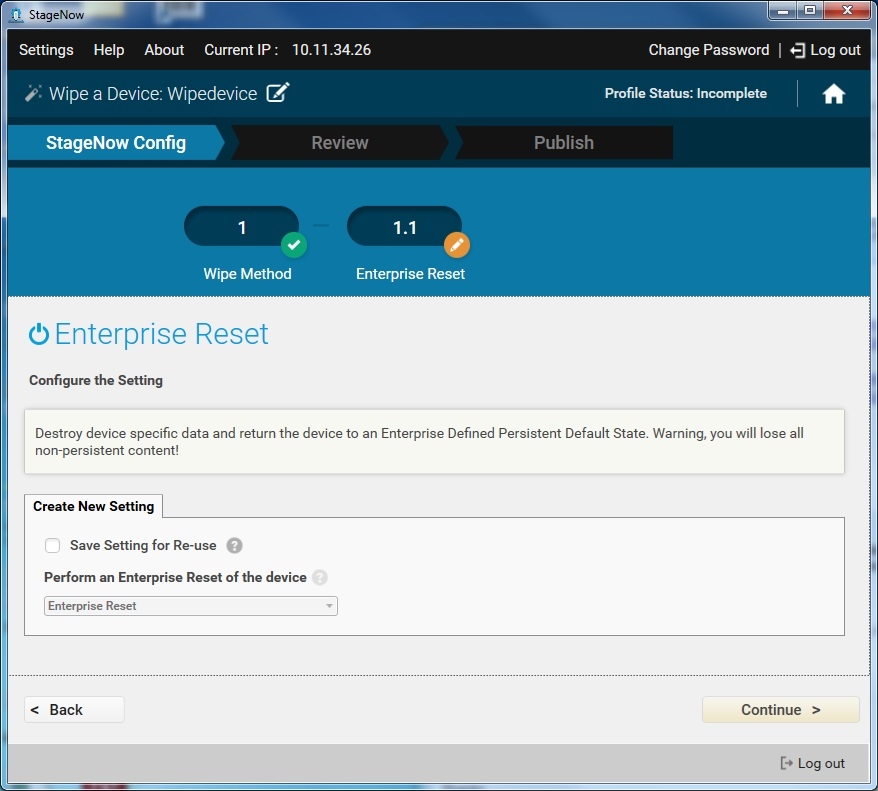 StageNow
Settings Help About Current IP : 10.11.34.26 Change Password | Log out
Wipe a Device: Wipedevice Profile Status: Incomplete
StageNow Config Review Publish
1 1.1
Wipe Method Enterprise Reset
Enterprise Reset
Configure the Setting
Destroy device specific data and return the device to an Enterprise Defined Persistent Default State. Warning, you will lose all
non-persistent content!
Create New Setting
Save Setting for Re-use ?
Perform an Enterprise Reset of the device ?
Enterprise Reset
< Back Continue >
Log out